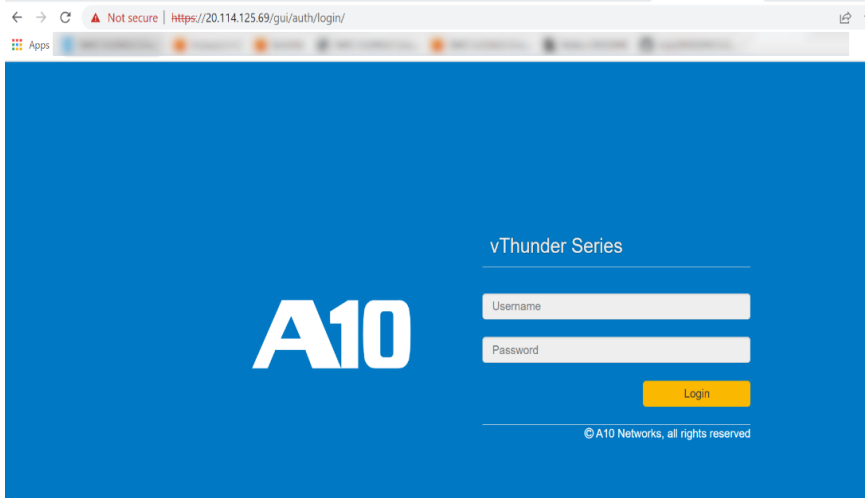 Not secure | https://20.114.125.69/gui/auth/login/
Apps
vThunder Series
A10
Username
Password
Login
© A10 Networks, all rights reserved